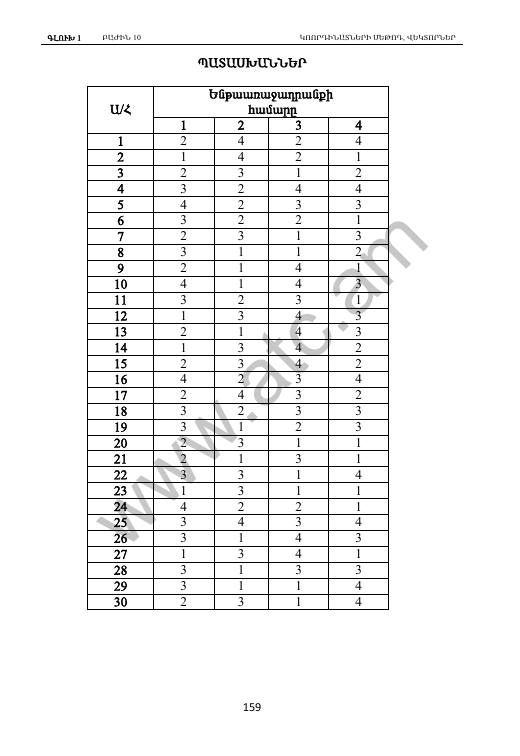 ԳԼՈՒԽ 1 ԲԱԺԻՆ 10 ԿՈՈՐԴԻՆԱՏՆԵՐԻ ՄԵԹՈԴ, ՎԵԿՏՈՐՆԵՐ
ՊԱՏԱՍԽԱՆՆԵՐ
Ա/Հ Ենթաառաջադրանքի համարը
1 2 3 4
1 2 4 2 4
2 1 4 2 1
3 2 3 1 2
4 3 2 4 4
5 4 2 3 3
6 3 2 2 1
7 2 3 1 3
8 3 1 1 2
9 2 1 4 1
10 4 1 4 3
11 3 2 3 1
12 1 3 4 3
13 2 1 4 3
14 1 3 4 2
15 2 3 4 2
16 4 2 3 4
17 2 4 3 2
18 3 2 3 3
19 3 1 2 3
20 2 3 1 1
21 2 1 3 1
22 3 3 1 4
23 1 3 1 1
24 4 2 2 1
25 3 4 3 4
26 3 1 4 3
27 1 3 4 1
28 3 1 3 3
29 3 1 1 4
30 2 3 1 4
www.atc.am
159